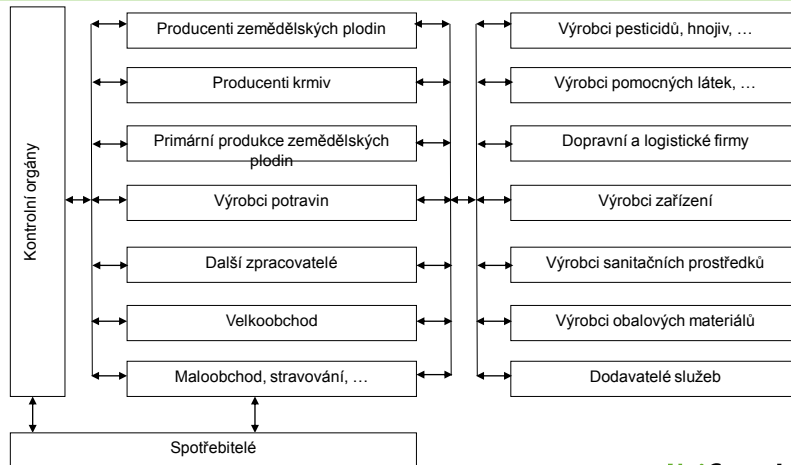 Kontrolní orgány
Producenti zemědělských plodin
Producenti krmiv
Primární produkce zemědělských
plodin
Výrobci potravin
Další zpracovatelé
Velkoobchod
Maloobchod, stravování, …
Výrobci pesticidů, hnojiv, …
Výrobci pomocných látek, …
Dopravní a logistické firmy
Výrobci zařízení
Výrobci sanitačních prostředků
Výrobci obalových materiálů
Dodavatelé služeb
Spotřebitelé